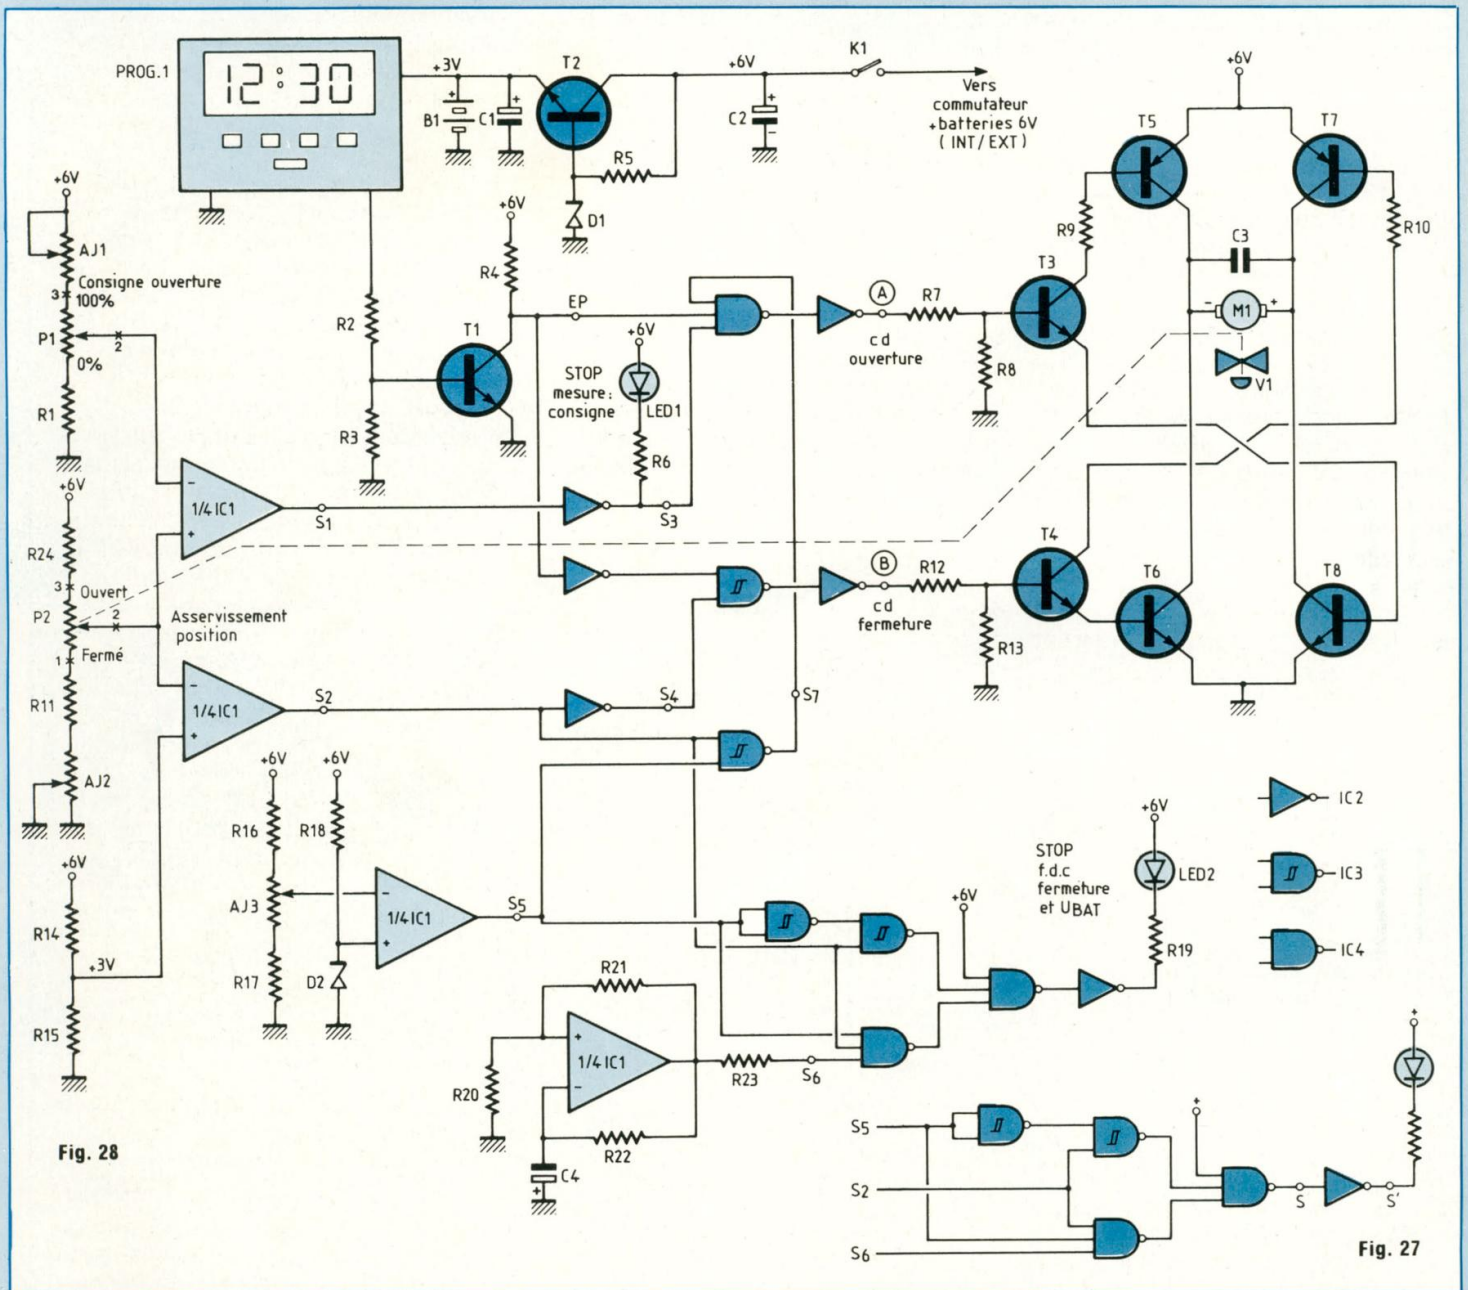 PROG.1
12:30
+3V
B1
C1
+
T2
R5
D1
+6V
C2
+
-
K1
Vers
commutateur
+batteries 6V
( INT/EXT )
+6V
T5
T7
R9
R10
C3
- M1 +
V1
+6V
AJ1
3
Consigne ouverture
100%
P1
2
0%
R1
R2
R3
+6V
R4
T1
EP
STOP
mesure:
consigne
+6V
LED1
R6
A
cd
ouverture
R7
R8
T3
+6V
R24
3
Ouvert
P2
2
Asservissement
position
1
Fermé
R11
AJ2
-
1/4 IC1
+
S1
S3
-
1/4 IC1
+
S2
S4
S7
B
cd
fermeture
R12
R13
T4
T6
T8
+6V
R14
+3V
R15
+6V
R16
AJ3
R17
+6V
R18
D2
-
1/4 IC1
+
S5
R21
+
1/4 IC1
-
R20
R22
C4
+
R23
S6
+6V
STOP
f.d.c
fermeture
et UBAT
+6V
LED2
R19
IC2
IC3
IC4
Fig. 28
S5
S2
S6
+
S
S'
+
Fig. 27